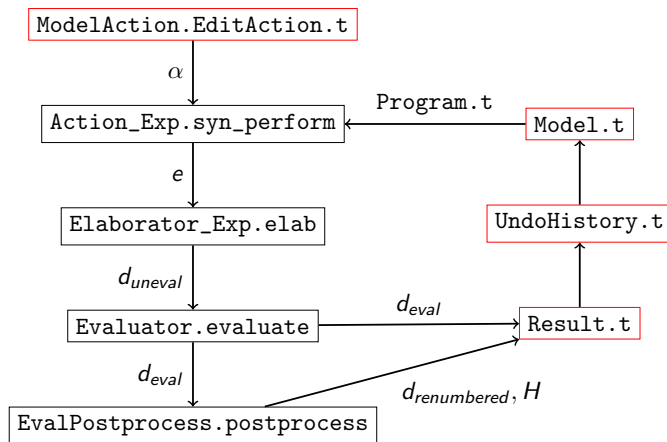 ModelAction.EditAction.t
α
Program.t
Action_Exp.syn_perform
Model.t
e
Elaborator_Exp.elab
UndoHistory.t
d_uneval
d_eval
Evaluator.evaluate
Result.t
d_eval
d_renumbered, H
EvalPostprocess.postprocess